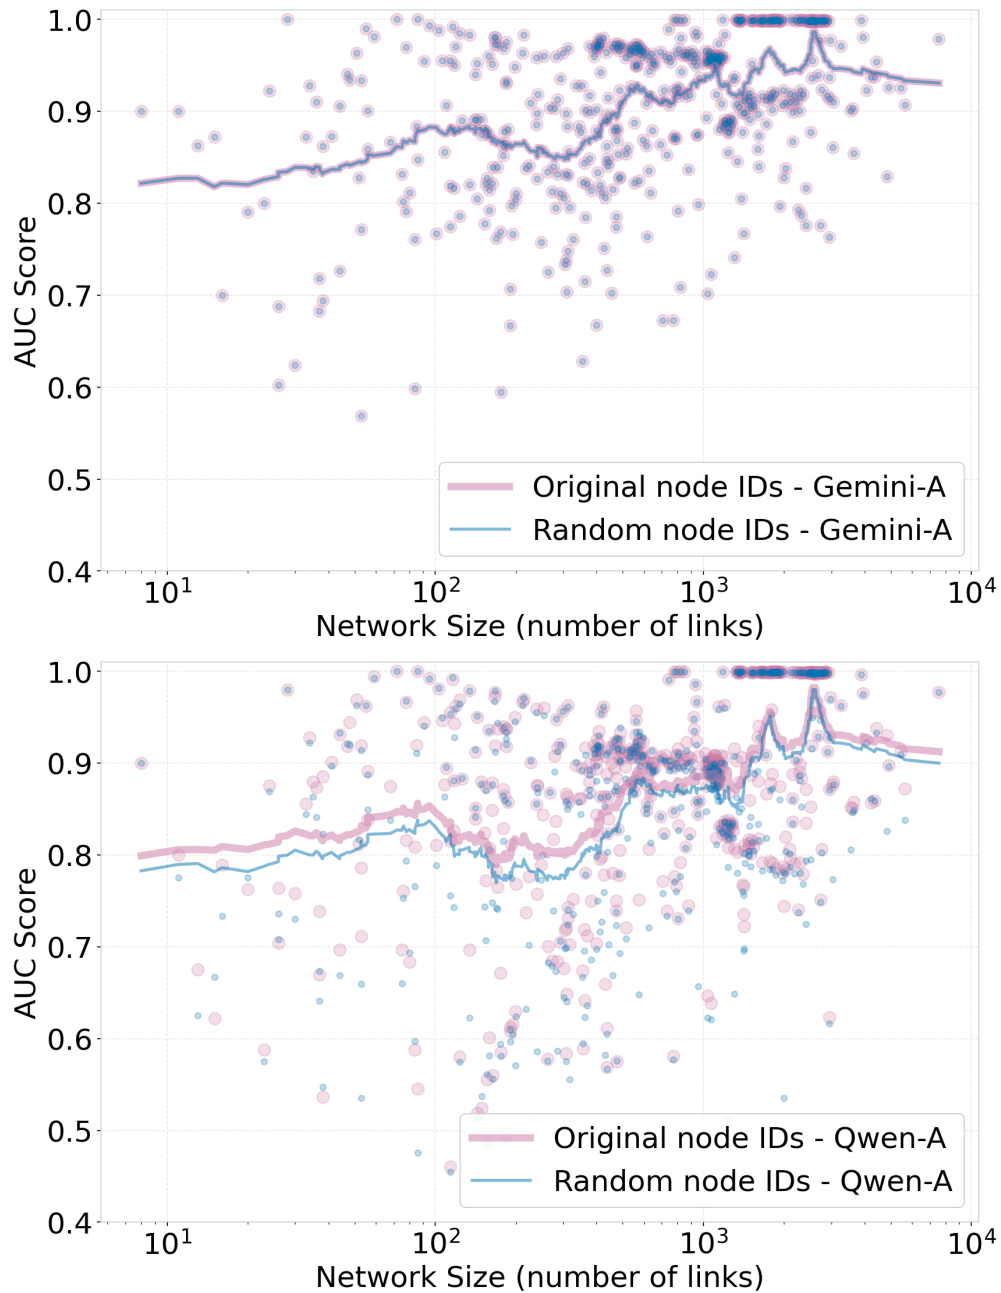 1.0
0.9
0.8
0.7
0.6
0.5
0.4
AUC Score
Original node IDs - Gemini-A
Random node IDs - Gemini-A
10¹ 10² 10³ 10⁴
Network Size (number of links)
1.0
0.9
0.8
0.7
0.6
0.5
0.4
AUC Score
Original node IDs - Qwen-A
Random node IDs - Qwen-A
10¹ 10² 10³ 10⁴
Network Size (number of links)